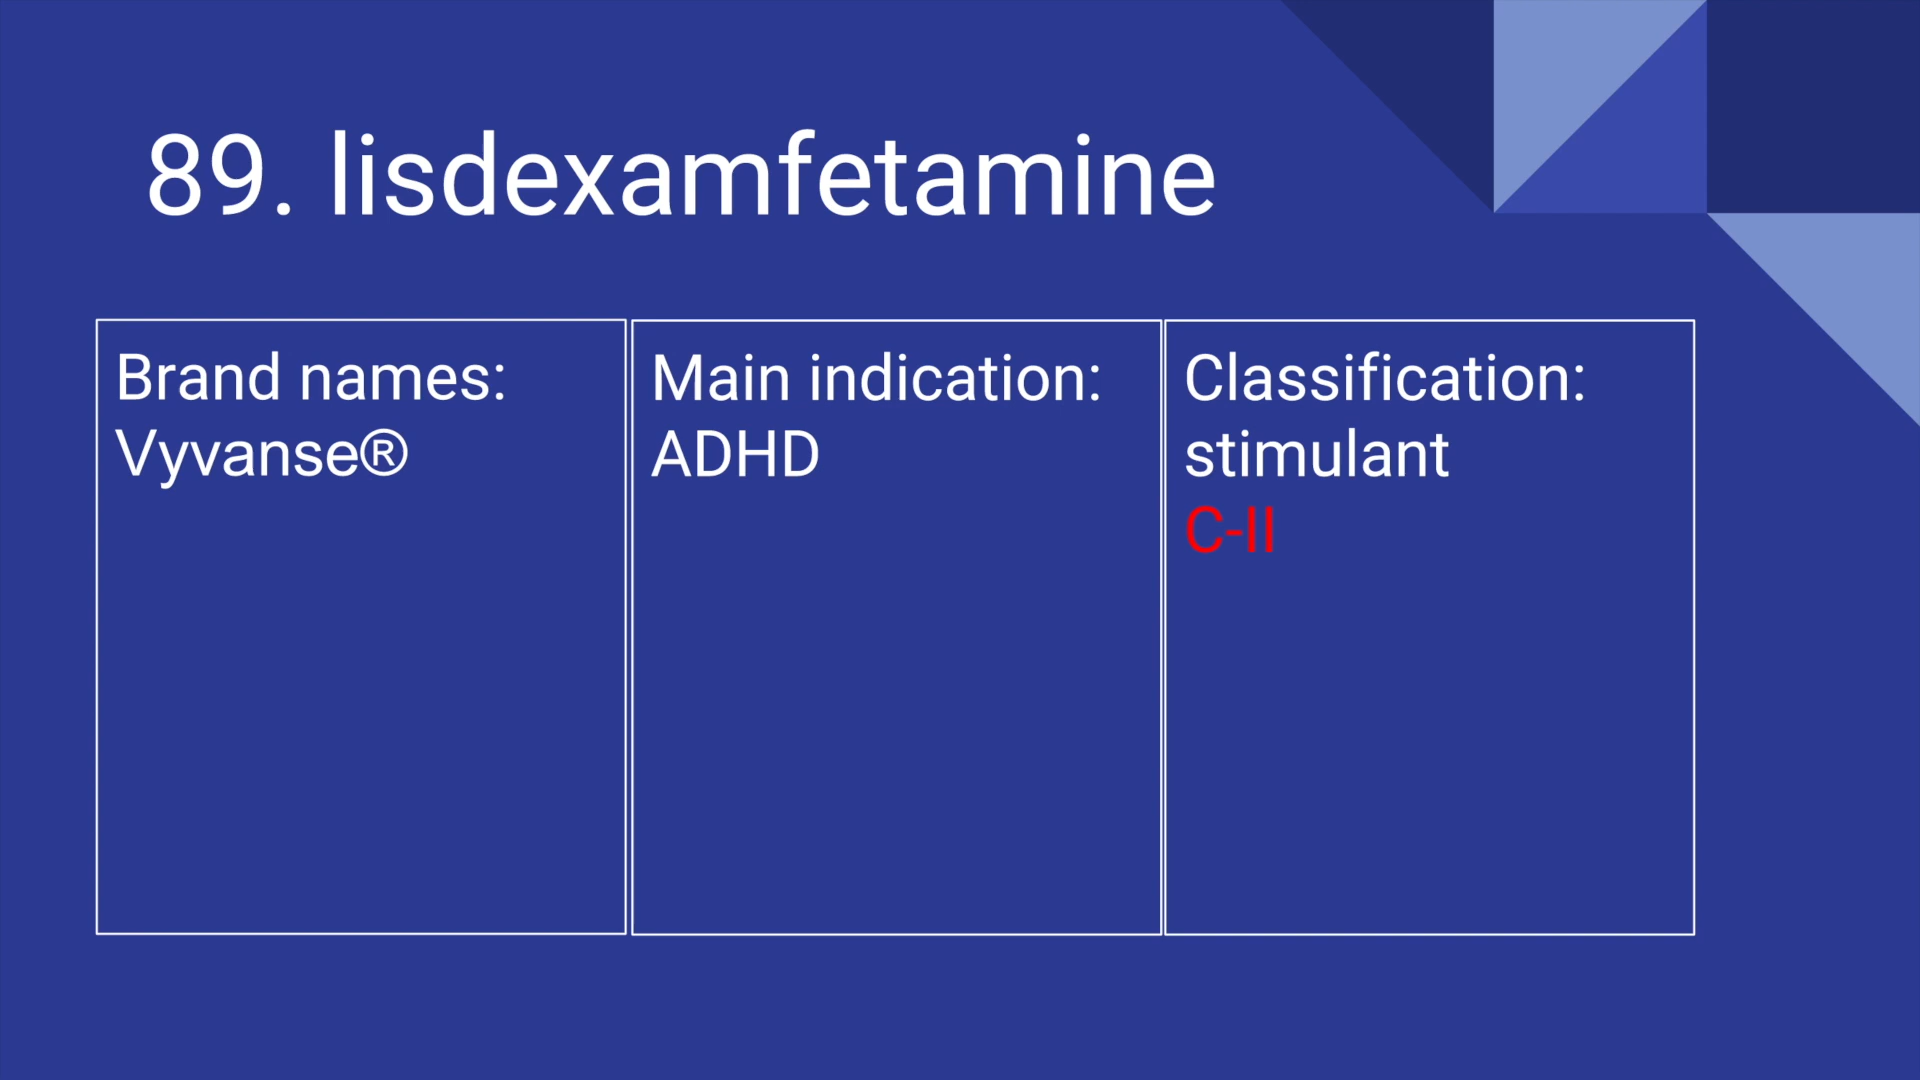 89. lisdexamfetamine
Brand names:
Vyvanse®
Main indication:
ADHD
Classification:
stimulant
C-II